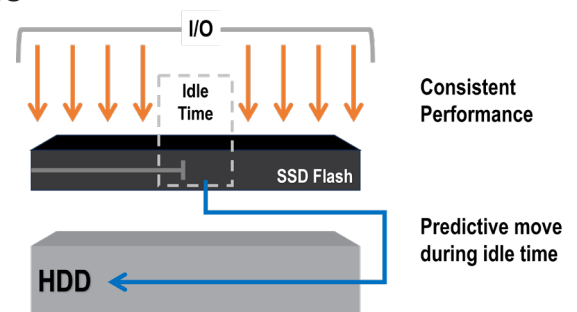 I/O
Idle
Time
Consistent
Performance
SSD Flash
Predictive move
during idle time
HDD